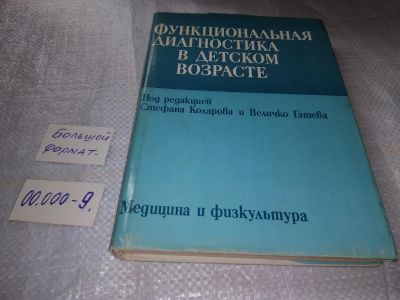 ФУНКЦИОНАЛЬНАЯ
ДИАГНОСТИКА
В ДЕТСКОМ
ВОЗРАСТЕ
Под редакцией
Стефана Коларова и Величко Гатева
Медицина и физкультура
Большой
формат-
00.000-9.